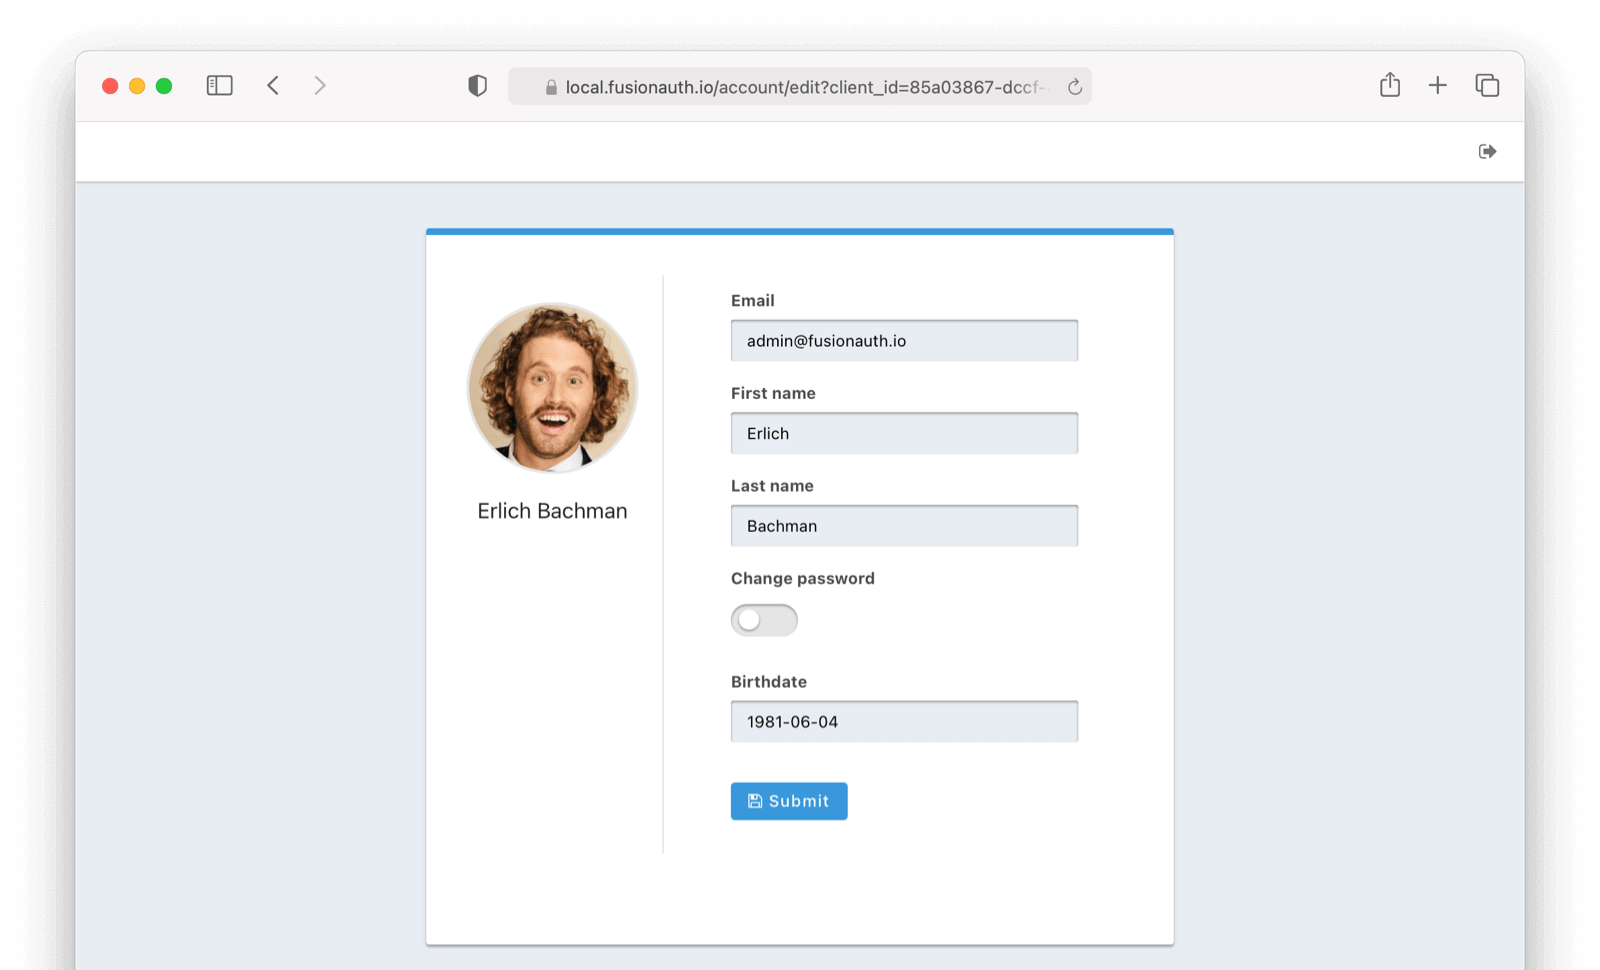 local.fusionauth.io/account/edit?client_id=85a03867-dccf-
Email
admin@fusionauth.io
First name
Erlich
Last name
Bachman
Erlich Bachman
Change password
Birthdate
1981-06-04
Submit